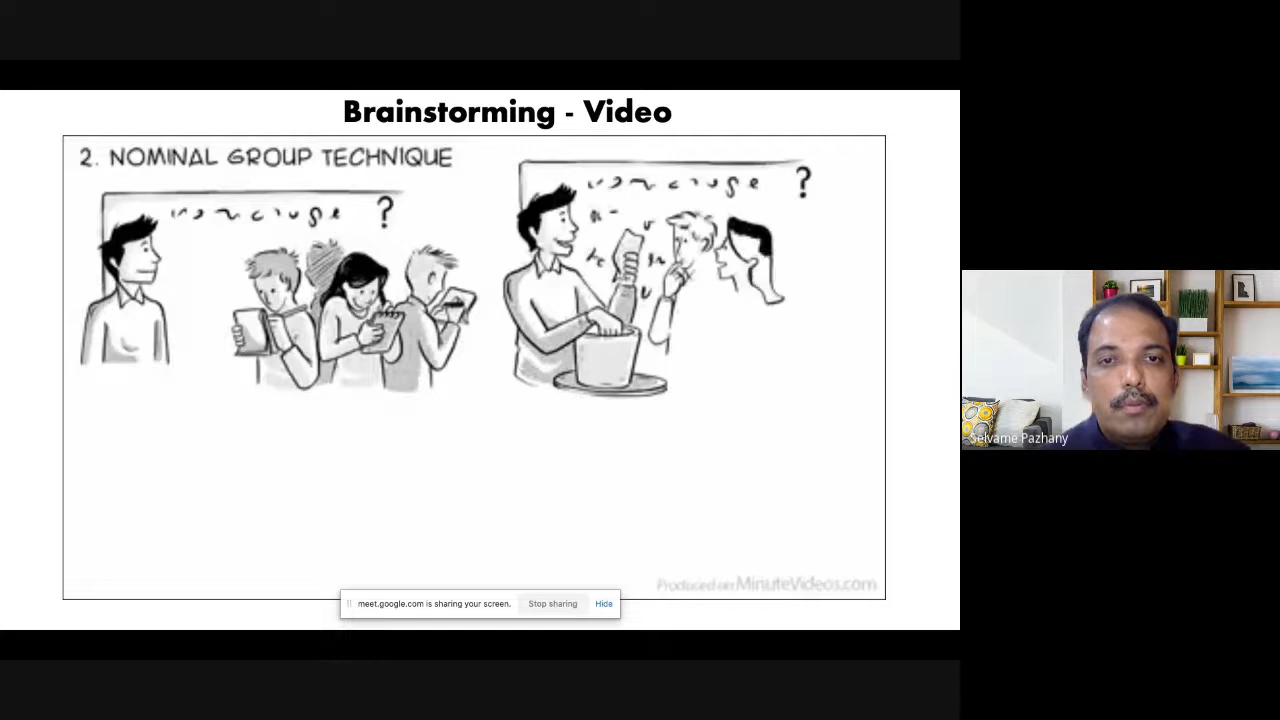 Brainstorming - Video
2. NOMINAL GROUP TECHNIQUE
?
?
Produced on MinuteVideos.com
meet.google.com is sharing your screen. Stop sharing Hide
Selvame Pazhany